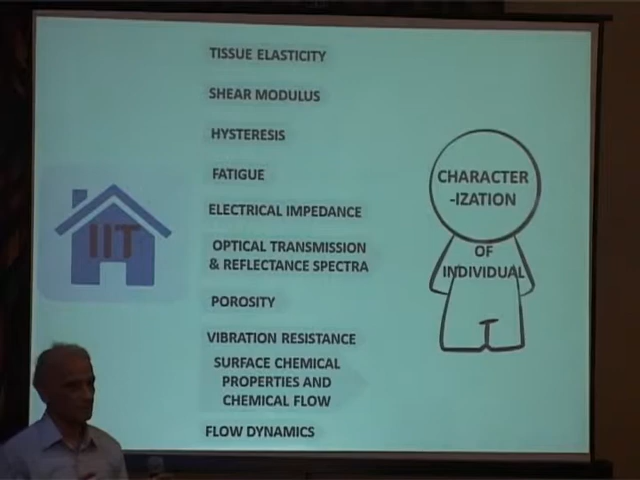 TISSUE ELASTICITY
SHEAR MODULUS
HYSTERESIS
FATIGUE
ELECTRICAL IMPEDANCE
OPTICAL TRANSMISSION
& REFLECTANCE SPECTRA
POROSITY
VIBRATION RESISTANCE
SURFACE CHEMICAL
PROPERTIES AND
CHEMICAL FLOW
FLOW DYNAMICS
IIT
CHARACTER
-IZATION
OF
INDIVIDUAL